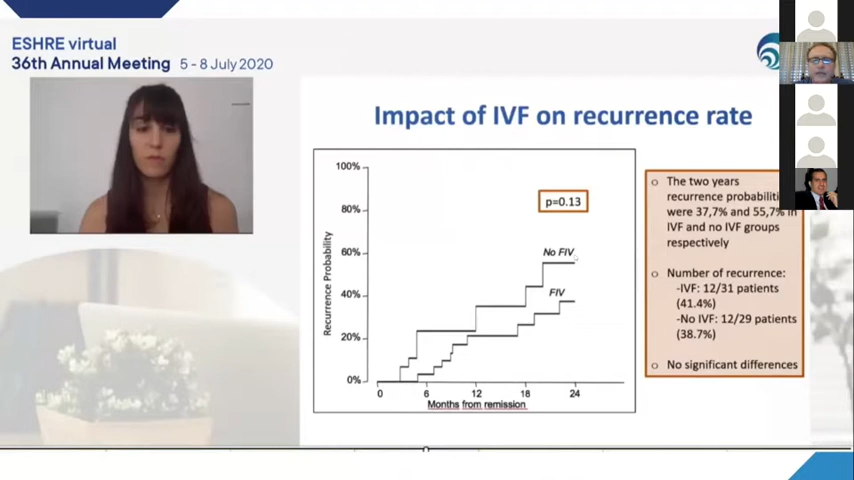 ESHRE virtual
36th Annual Meeting 5 - 8 July 2020
Impact of IVF on recurrence rate
100%
80%
60%
40%
20%
0%
Recurrence Probability
p=0.13
No FIV
FIV
0 6 12 18 24
Months from remission
o The two years
recurrence
were 37,7% and 55,7% in
IVF and no IVF groups
respectively
o Number of recurrence:
-IVF: 12/31 patients
(41.4%)
-No IVF: 12/29 patients
(38.7%)
o No significant differences